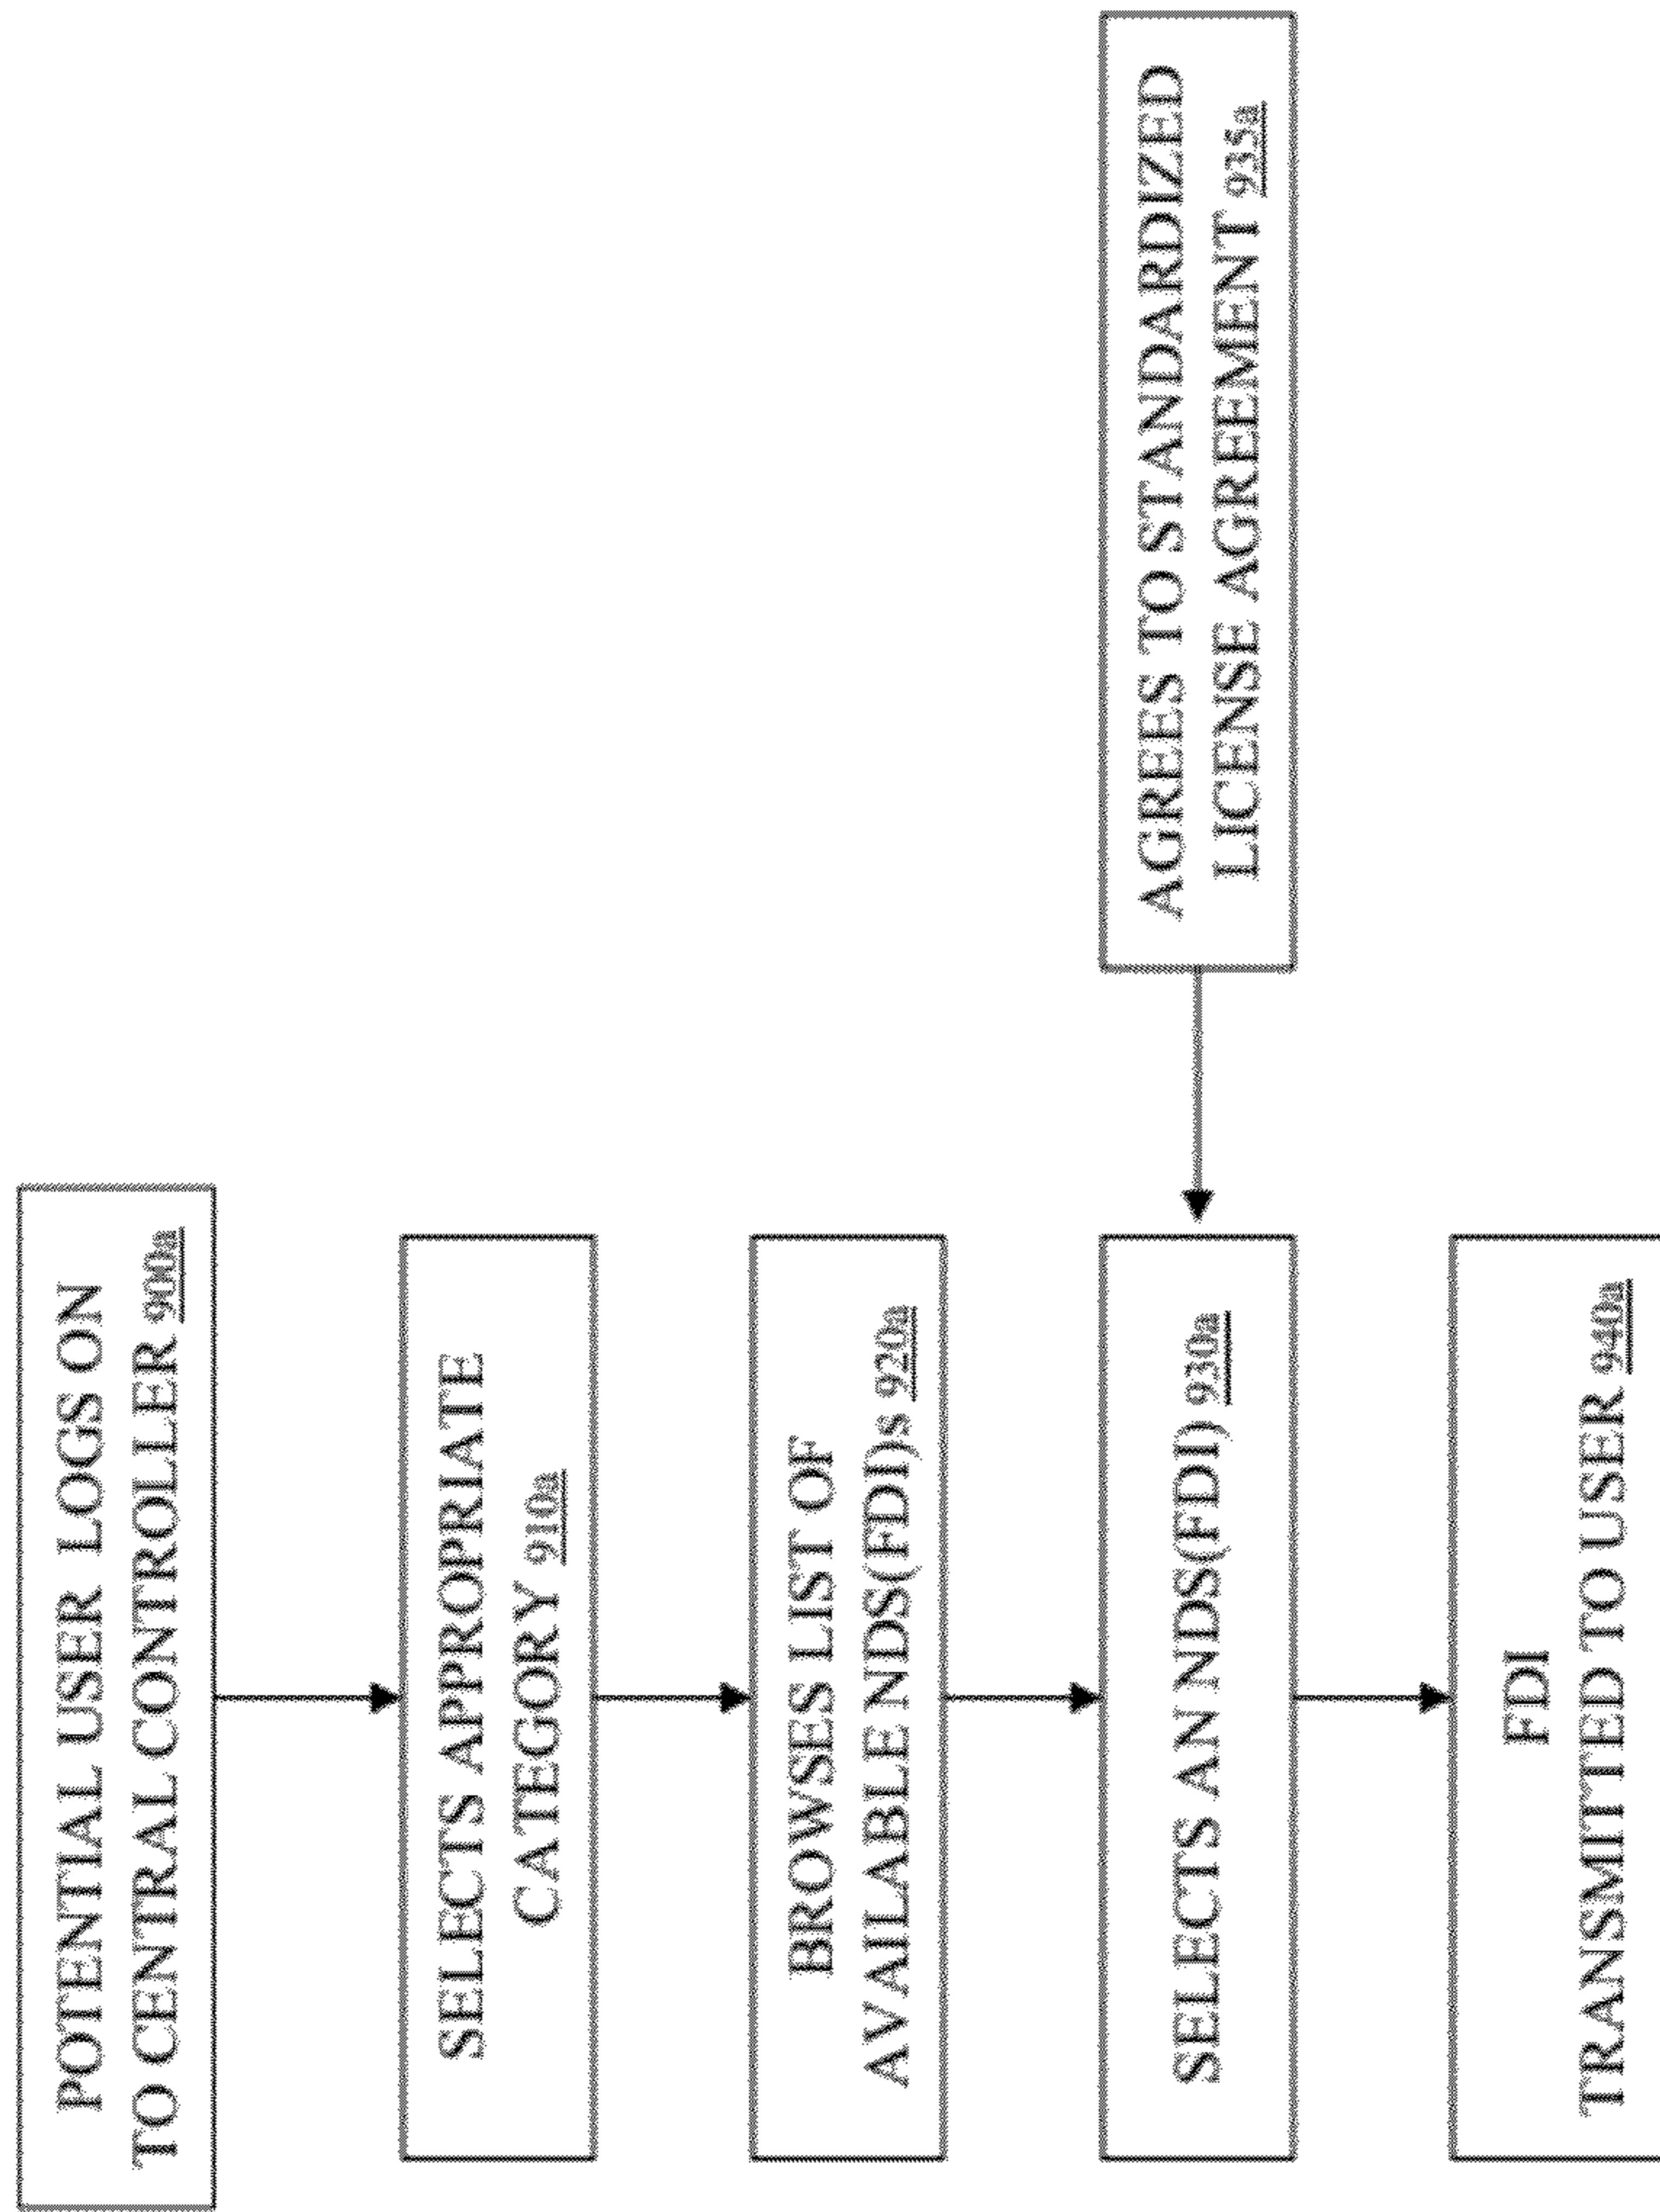 POTENTIAL USER LOGS ON
TO CENTRAL CONTROLLER 900a
SELECTS APPROPRIATE
CATEGORY 910a
BROWSES LIST OF
AVAILABLE NDS(FDI)s 920a
SELECTS AN NDS(FDI) 930a
AGREES TO STANDARDIZED
LICENSE AGREEMENT 935a
FDI
TRANSMITTED TO USER 940a